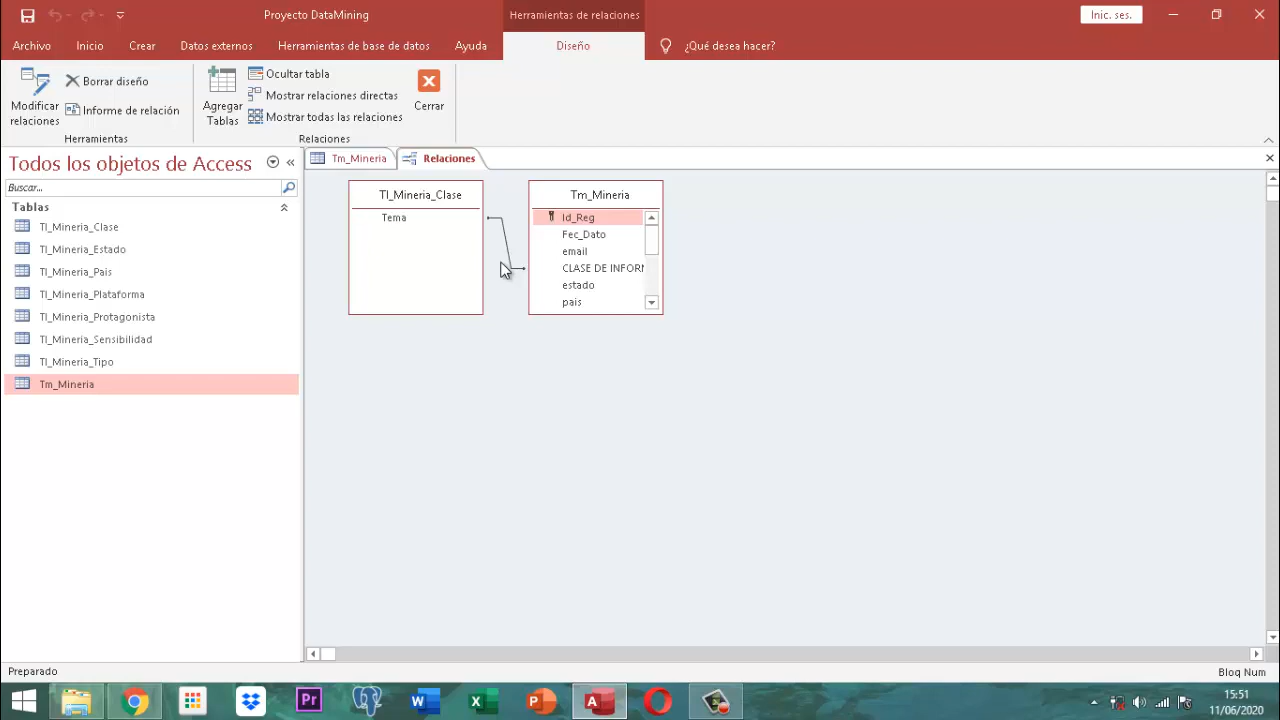 Proyecto DataMining
Herramientas de relaciones
Inic. ses.
Archivo
Inicio
Crear
Datos externos
Herramientas de base de datos
Ayuda
Diseño
¿Qué desea hacer?
Modificar relaciones
Borrar diseño
Informe de relación
Herramientas
Agregar Tablas
Ocultar tabla
Mostrar relaciones directas
Mostrar todas las relaciones
Cerrar
Relaciones
Todos los objetos de Access
Buscar...
Tablas
Tl_Mineria_Clase
Tl_Mineria_Estado
Tl_Mineria_Pais
Tl_Mineria_Plataforma
Tl_Mineria_Protagonista
Tl_Mineria_Sensibilidad
Tl_Mineria_Tipo
Tm_Mineria
Tm_Mineria
Relaciones
Tl_Mineria_Clase
Tema
Tm_Mineria
Id_Reg
Fec_Dato
email
CLASE DE INFORM
estado
pais
Preparado
Bloq Num
Pr
W
X
P
A
15:51
11/06/2020